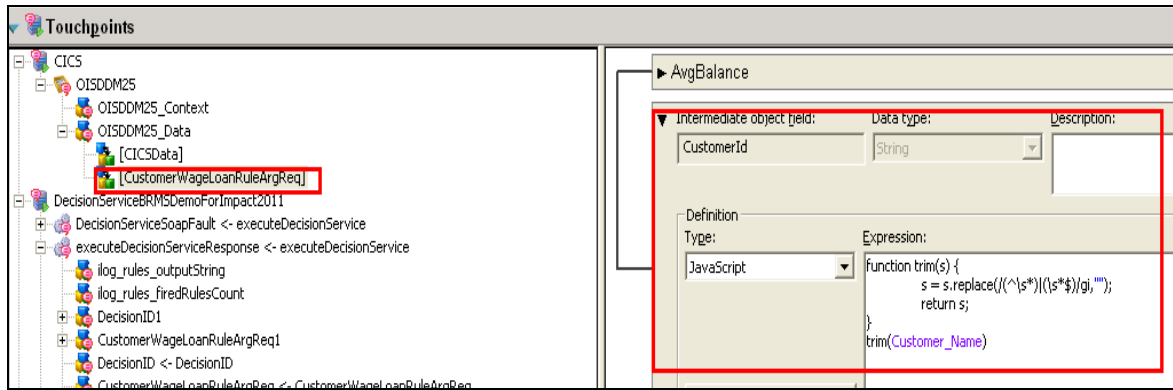 Touchpoints
CICS
OISDDM25
OISDDM25_Context
OISDDM25_Data
[CICSData]
[CustomerWageLoanRuleArgReq]
DecisionServiceBRMSDemoForImpact2011
DecisionServiceSoapFault <- executeDecisionService
executeDecisionServiceResponse <- executeDecisionService
ilog_rules_outputString
ilog_rules_firedRulesCount
DecisionID1
CustomerWageLoanRuleArgReq1
DecisionID <- DecisionID
CustomerWageLoanRuleArgReq <- CustomerWageLoanRuleArgReq
AvgBalance
Intermediate object field: Data type: Description:
CustomerId String
Definition
Type: Expression:
JavaScript function trim(s) {
s = s.replace(/(^\s*)|(\s*$)/gi,"");
return s;
}
trim(Customer_Name)